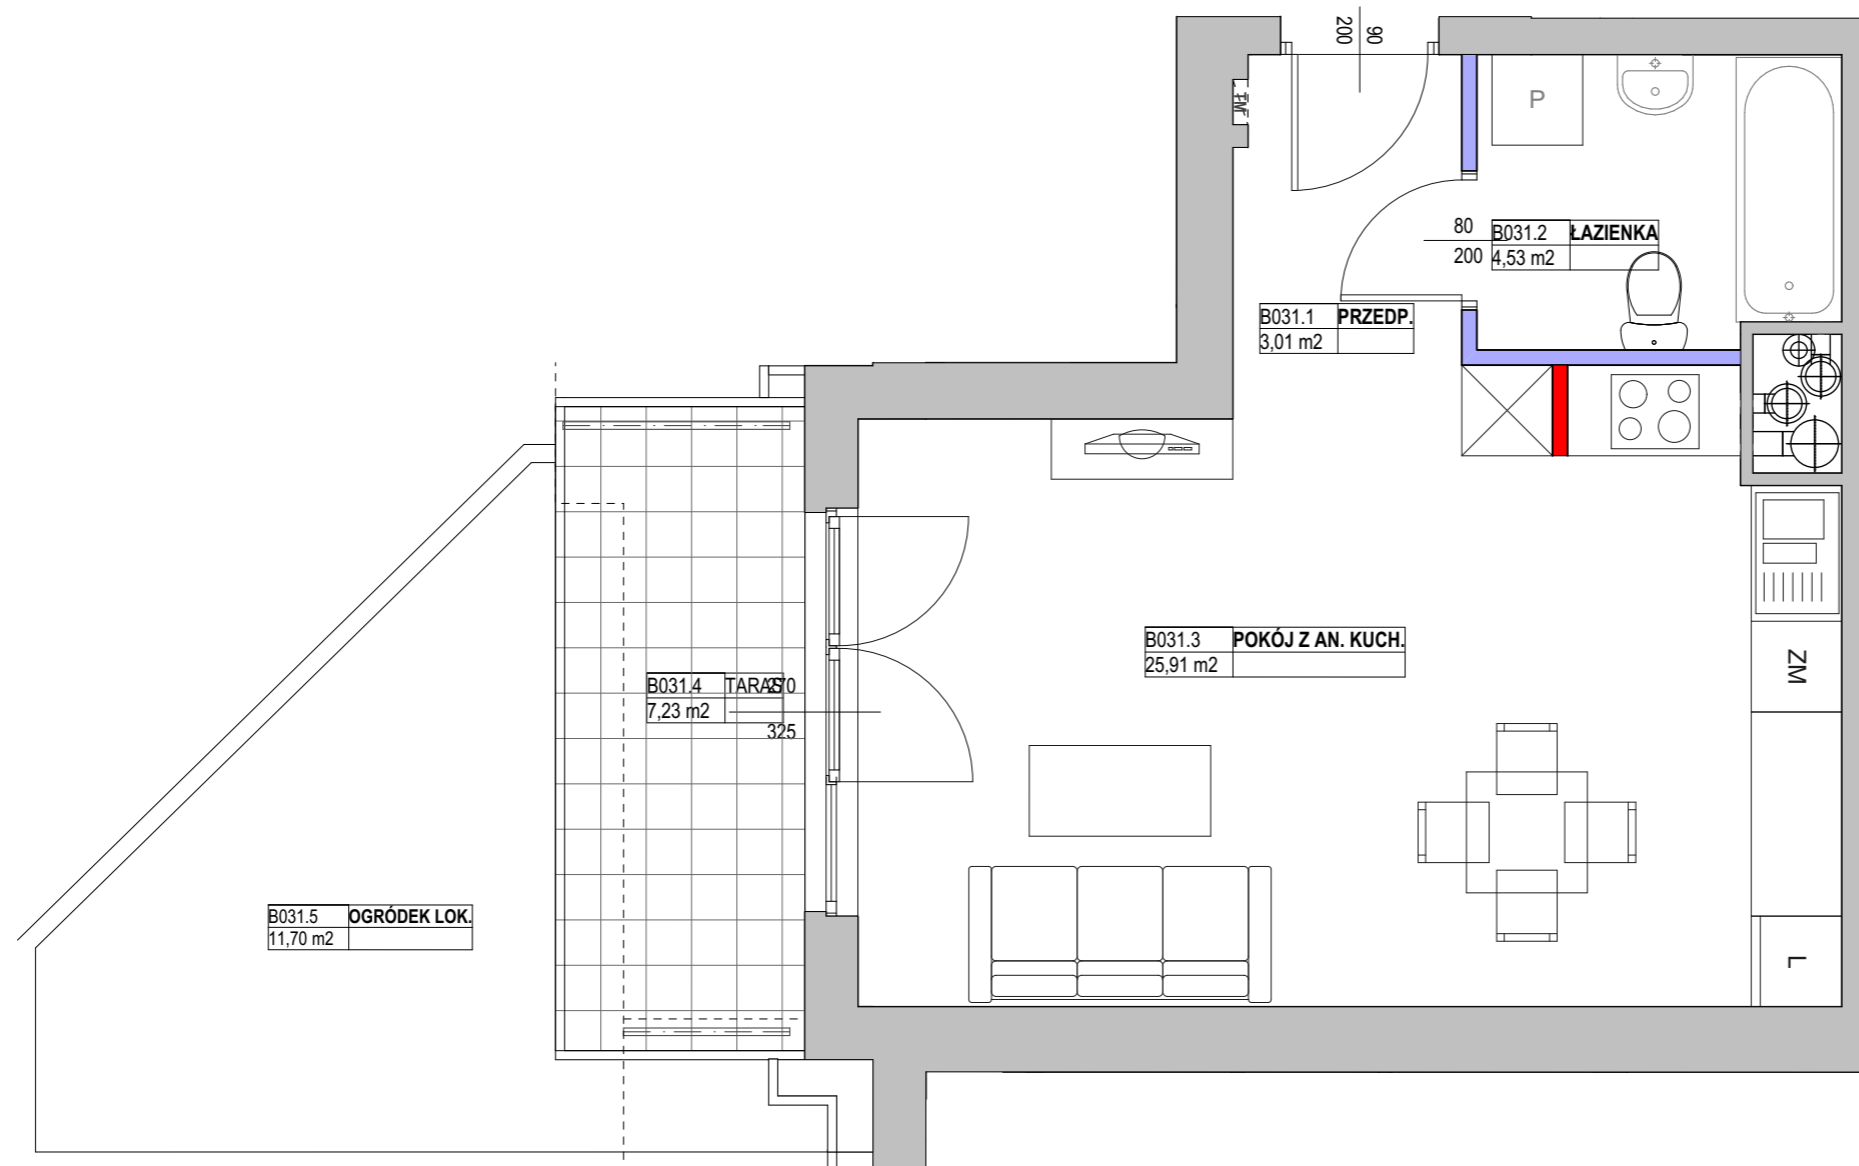 200
90
ŁM
P
80
200
B031.2 ŁAZIENKA
4,53 m2
B031.1 PRZEDP.
3,01 m2
B031.3 POKÓJ Z AN. KUCH.
25,91 m2
ZM
B031.4 TARAS 270
7,23 m2
325
B031.5 OGRÓDEK LOK.
11,70 m2
L